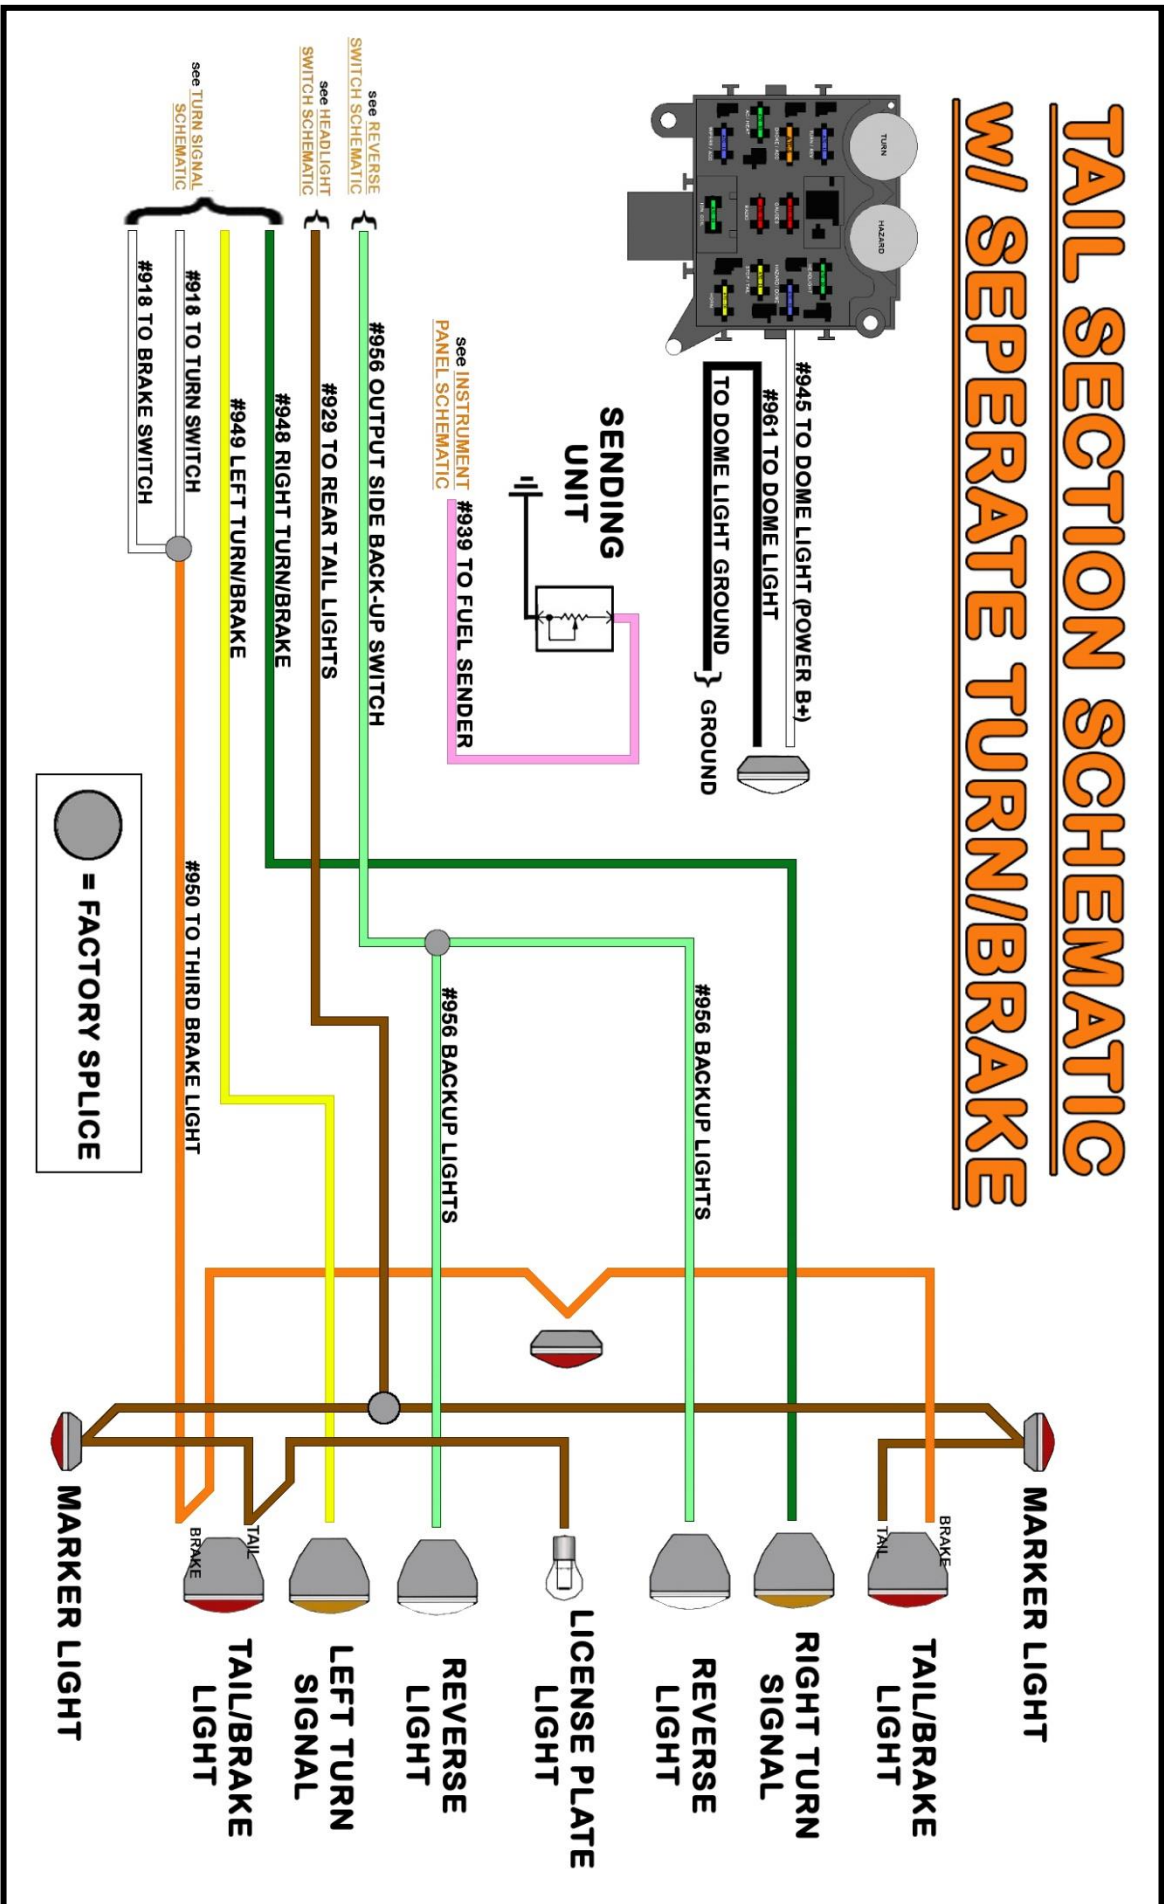 TAIL SECTION SCHEMATIC
W/ SEPERATE TURN/BRAKE
TURN
HAZARD
#945 TO DOME LIGHT (POWER B+)
#961 TO DOME LIGHT
TO DOME LIGHT GROUND
GROUND
SENDING
UNIT
see INSTRUMENT
PANEL SCHEMATIC
#939 TO FUEL SENDER
see REVERSE
SWITCH SCHEMATIC
#956 OUTPUT SIDE BACK-UP SWITCH
see HEADLIGHT
SWITCH SCHEMATIC
#929 TO REAR TAIL LIGHTS
see TURN SIGNAL
SCHEMATIC
#948 RIGHT TURN/BRAKE
#949 LEFT TURN/BRAKE
#918 TO TURN SWITCH
#918 TO BRAKE SWITCH
#956 BACKUP LIGHTS
#956 BACKUP LIGHTS
#950 TO THIRD BRAKE LIGHT
= FACTORY SPLICE
MARKER LIGHT
BRAKE
TAIL
TAIL/BRAKE
LIGHT
RIGHT TURN
SIGNAL
REVERSE
LIGHT
LICENSE PLATE
LIGHT
REVERSE
LIGHT
LEFT TURN
SIGNAL
TAIL
BRAKE
TAIL/BRAKE
LIGHT
MARKER LIGHT